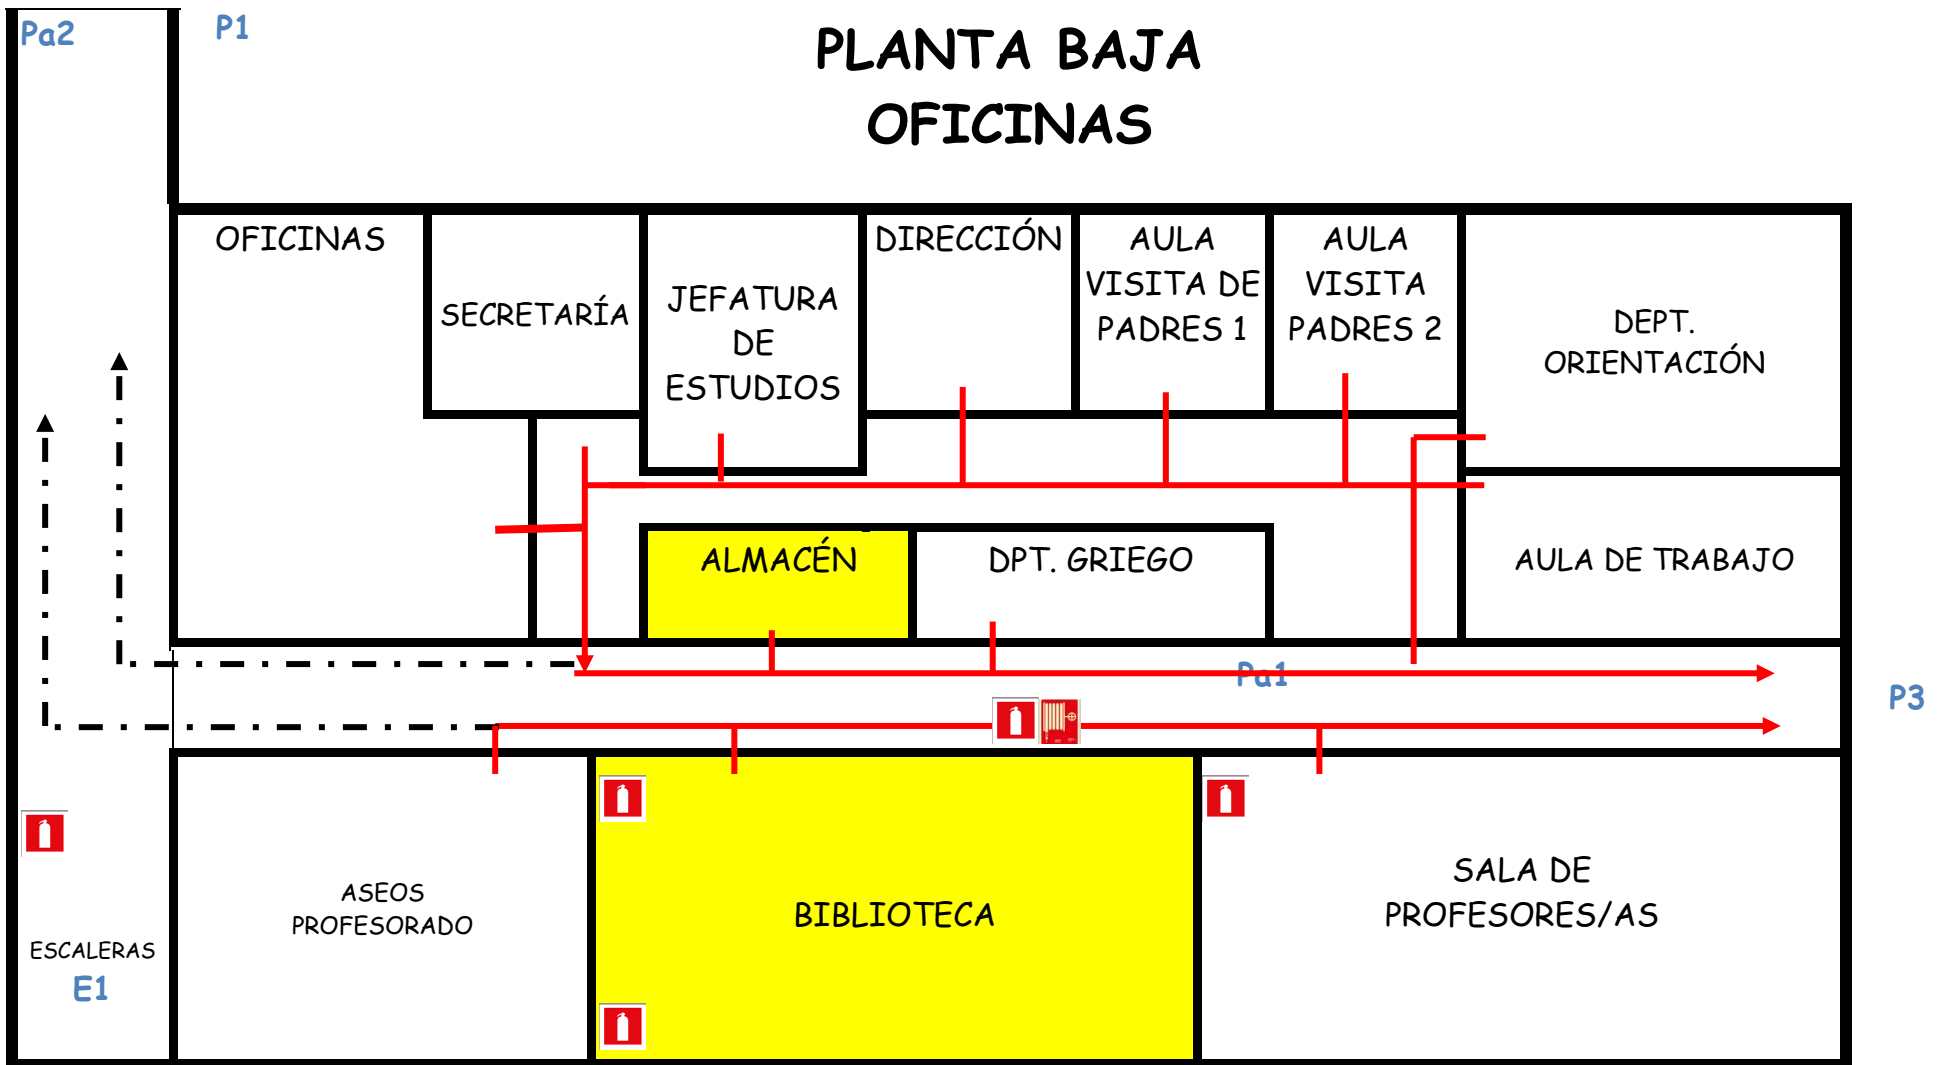 Pa2
P1
PLANTA BAJA
OFICINAS
OFICINAS
SECRETARÍA
JEFATURA
DE
ESTUDIOS
DIRECCIÓN
AULA
VISITA DE
PADRES 1
AULA
VISITA
PADRES 2
DEPT.
ORIENTACIÓN
ALMACÉN
DPT. GRIEGO
AULA DE TRABAJO
Pa1
P3
ASEOS
PROFESORADO
BIBLIOTECA
SALA DE
PROFESORES/AS
ESCALERAS
E1